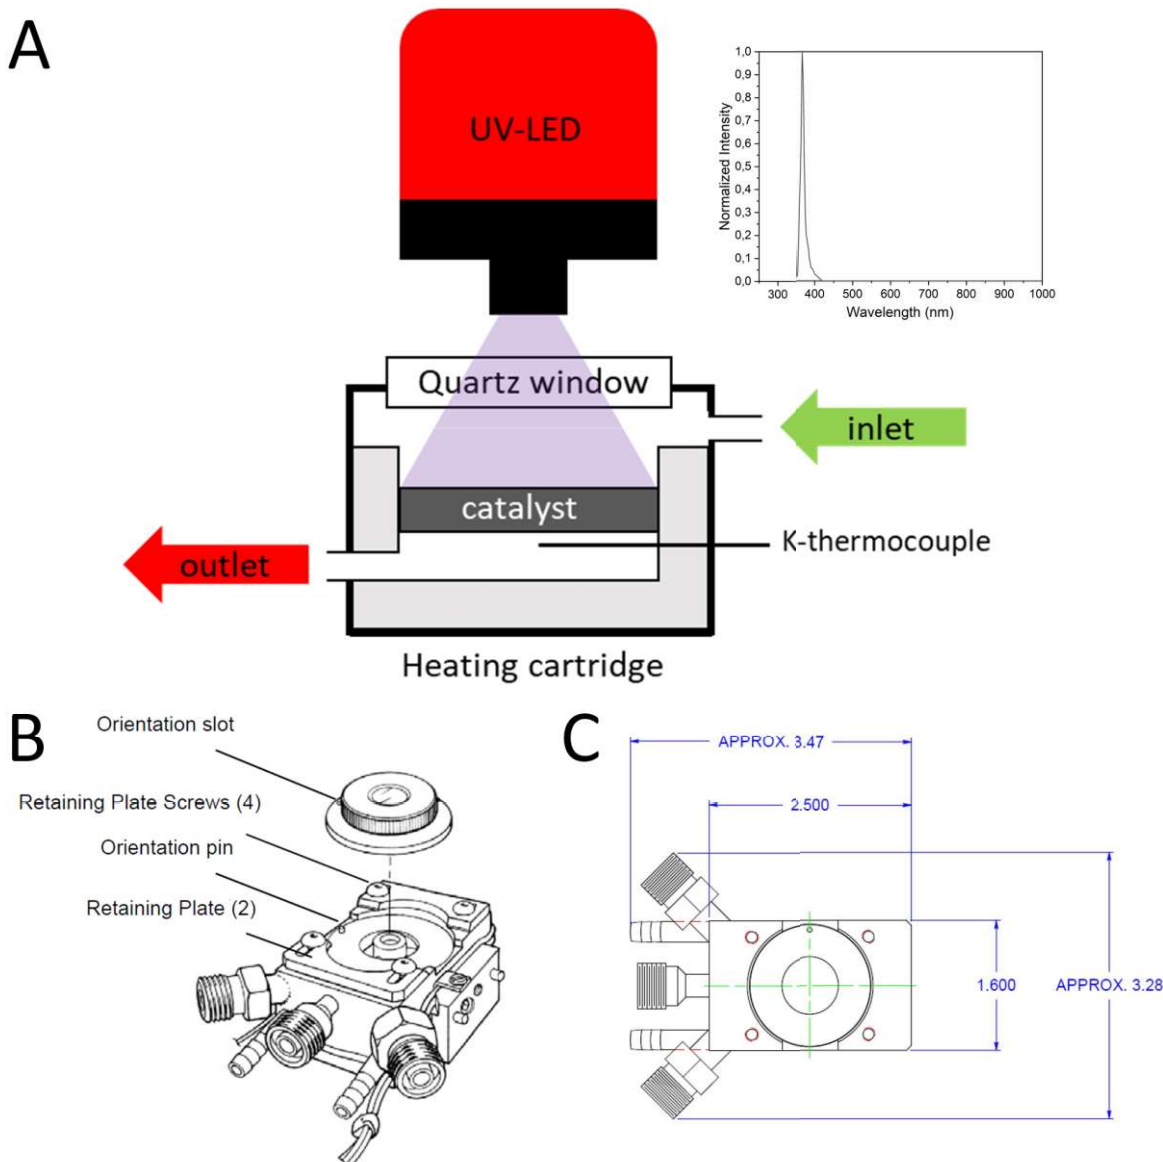 A
UV-LED
Quartz window
inlet
catalyst
K-thermocouple
outlet
Heating cartridge
Normalized Intensity
1,0
0,9
0,8
0,7
0,6
0,5
0,4
0,3
0,2
0,1
0,0
300 400 500 600 700 800 900 1000
Wavelength (nm)
B
Orientation slot
Retaining Plate Screws (4)
Orientation pin
Retaining Plate (2)
C
APPROX. 3.47
2.500
1.600
APPROX. 3.28